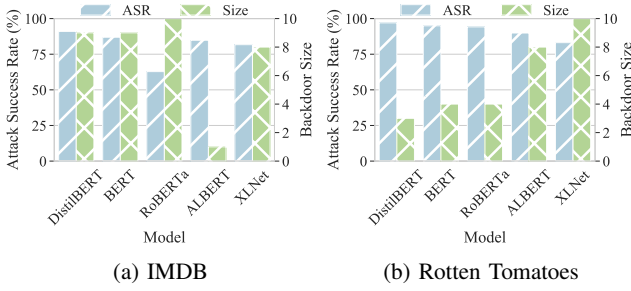 ASR Size
Attack Success Rate (%)
100
75
50
25
0
10
8
6
4
2
0
Backdoor Size
DistilBERT
BERT
RoBERTa
ALBERT
XLNet
Model
(a) IMDB
ASR Size
Attack Success Rate (%)
100
75
50
25
0
10
8
6
4
2
0
Backdoor Size
DistilBERT
BERT
RoBERTa
ALBERT
XLNet
Model
(b) Rotten Tomatoes